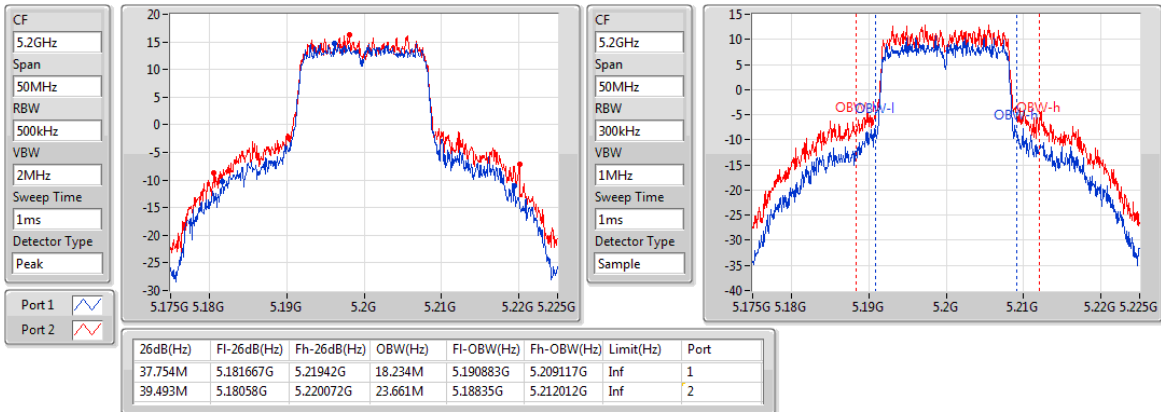 CF
5.2GHz
Span
50MHz
RBW
500kHz
VBW
2MHz
Sweep Time
1ms
Detector Type
Peak
Port 1
Port 2
20
15
10
5
0
-5
-10
-15
-20
-25
-30
5.175G 5.18G 5.19G 5.2G 5.21G 5.22G 5.225G
CF
5.2GHz
Span
50MHz
RBW
300kHz
VBW
1MHz
Sweep Time
1ms
Detector Type
Sample
15
10
5
0
-5
-10
-15
-20
-25
-30
-35
-40
OBW-l
OBW-h
OBW-h
5.175G 5.18G 5.19G 5.2G 5.21G 5.22G 5.225G
26dB(Hz) Fl-26dB(Hz) Fh-26dB(Hz) OBW(Hz) Fl-OBW(Hz) Fh-OBW(Hz) Limit(Hz) Port
37.754M 5.181667G 5.21942G 18.234M 5.190883G 5.209117G Inf 1
39.493M 5.18058G 5.220072G 23.661M 5.18835G 5.212012G Inf 2